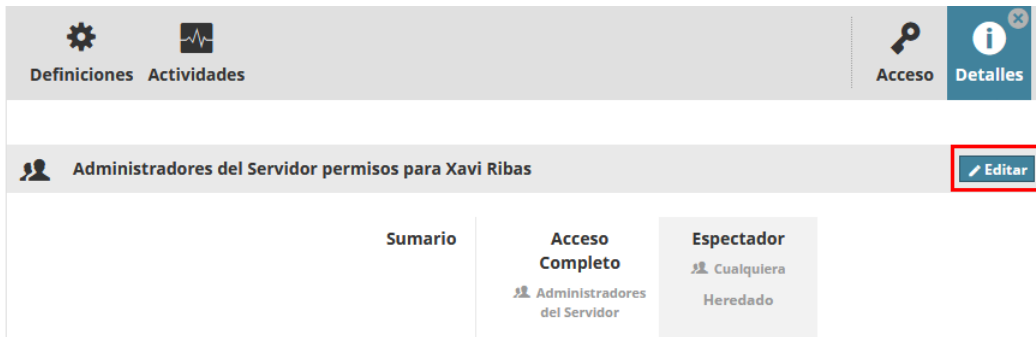 Definiciones Actividades Acceso Detalles
Administradores del Servidor permisos para Xavi Ribas Editar
Sumario
Acceso
Completo
Administradores
del Servidor
Espectador
Cualquiera
Heredado